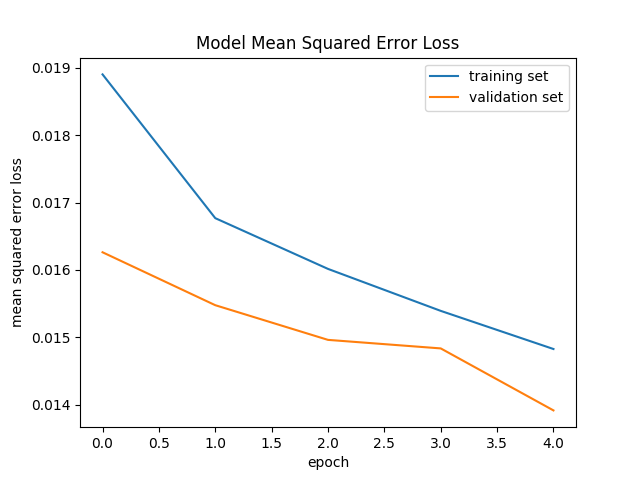 Model Mean Squared Error Loss
training set
validation set
mean squared error loss
0.019
0.018
0.017
0.016
0.015
0.014
0.0 0.5 1.0 1.5 2.0 2.5 3.0 3.5 4.0
epoch